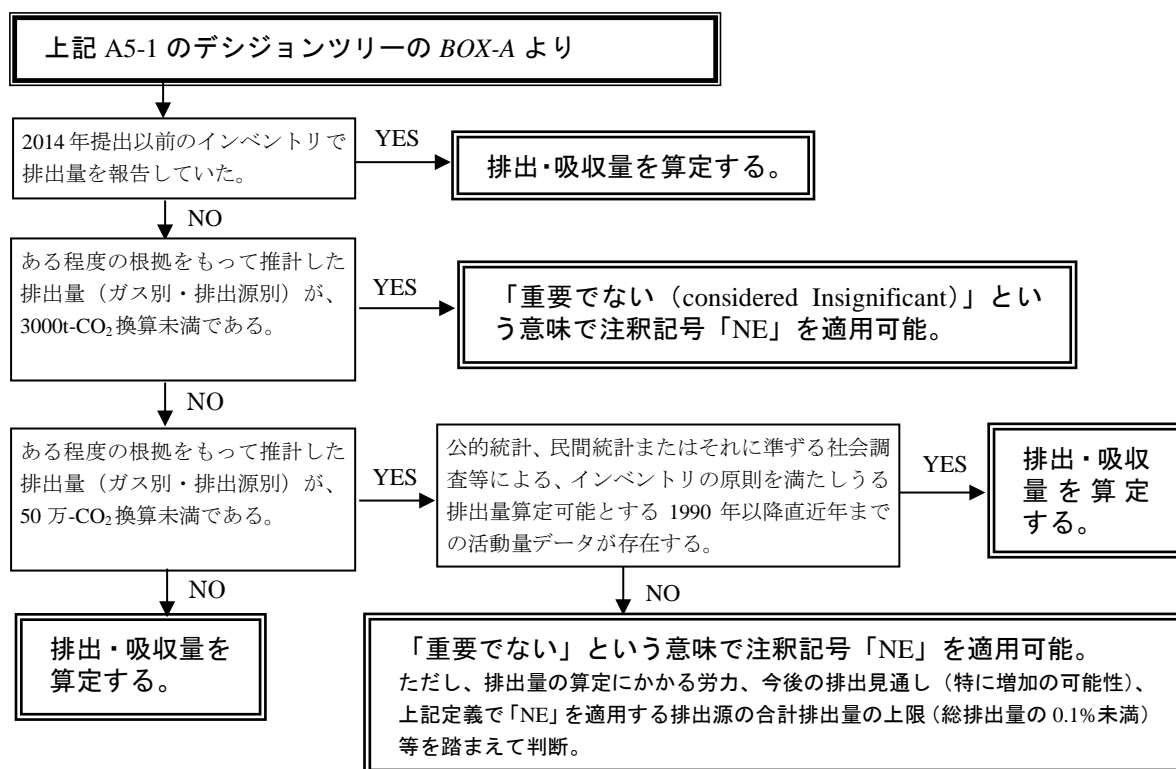 上記 A5-1 のデシジョンツリーの BOX-A より
2014 年提出以前のインベントリで
排出量を報告していた。
YES
排出・吸収量を算定する。
NO
ある程度の根拠をもって推計した
排出量（ガス別・排出源別）が、
3000t-CO₂ 換算未満である。
YES
「重要でない（considered Insignificant）」とい
う意味で注釈記号「NE」を適用可能。
NO
ある程度の根拠をもって推計した
排出量（ガス別・排出源別）が、
50 万-CO₂ 換算未満である。
YES
公的統計、民間統計またはそれに準ずる社会調
査等による、インベントリの原則を満たしうる
排出量算定可能とする 1990 年以降直近年まで
の活動量データが存在する。
YES
排出・吸収
量を算定
する。
NO
排出・吸収量を
算定する。
NO
「重要でない」という意味で注釈記号「NE」を適用可能。
ただし、排出量の算定にかかる労力、今後の排出見通し（特に増加の可能性）、
上記定義で「NE」を適用する排出源の合計排出量の上限（総排出量の 0.1%未満）
等を踏まえて判断。